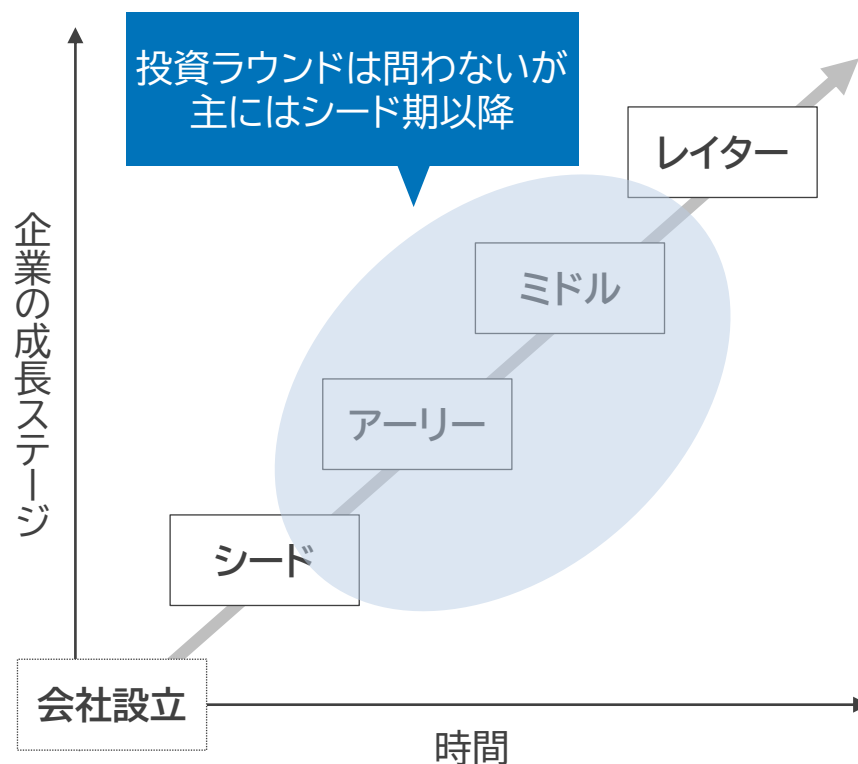 投資ラウンドは問わないが
主にはシード期以降
レイター
ミドル
アーリー
シード
会社設立
企業の成長ステージ
時間